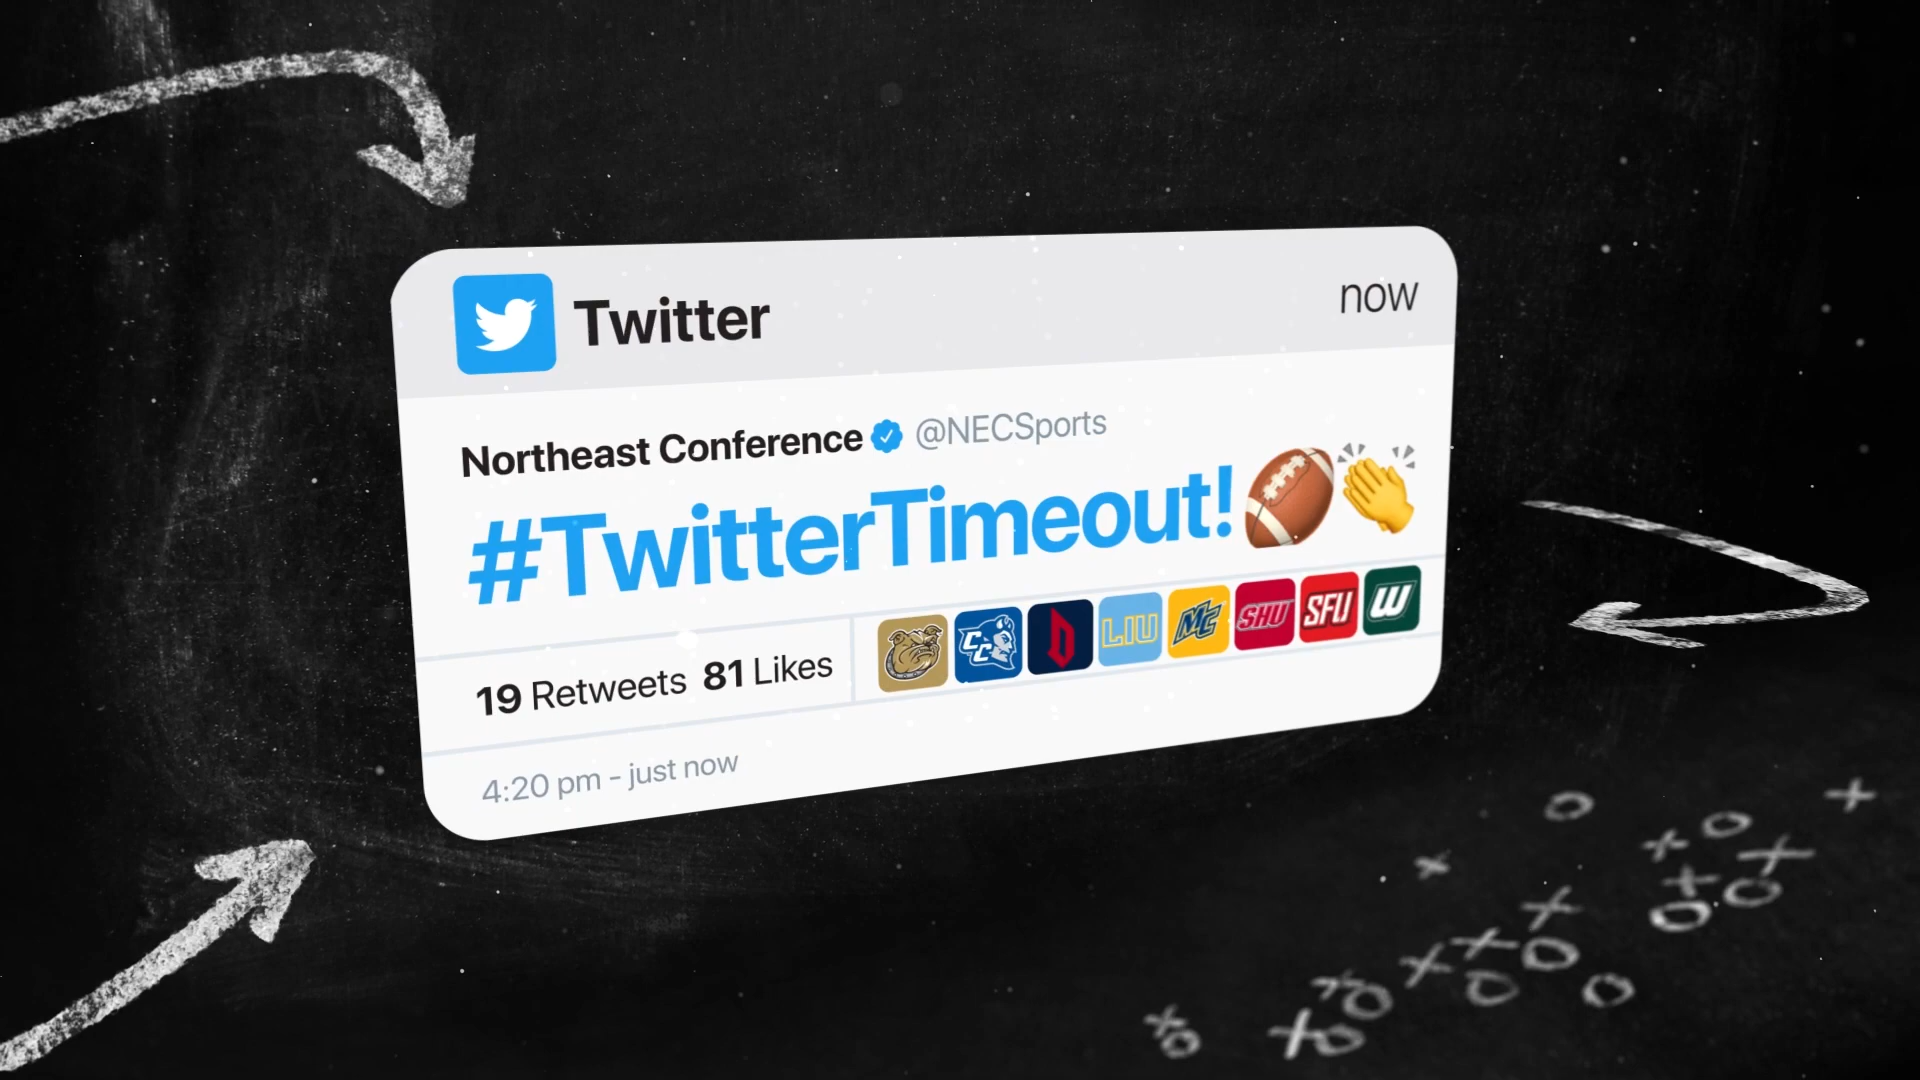 Twitter
now
Northeast Conference @NECSports
#TwitterTimeout!🏈👏
19 Retweets 81 Likes
CC D LIU MC SHU SFU W
4:20 pm - just now